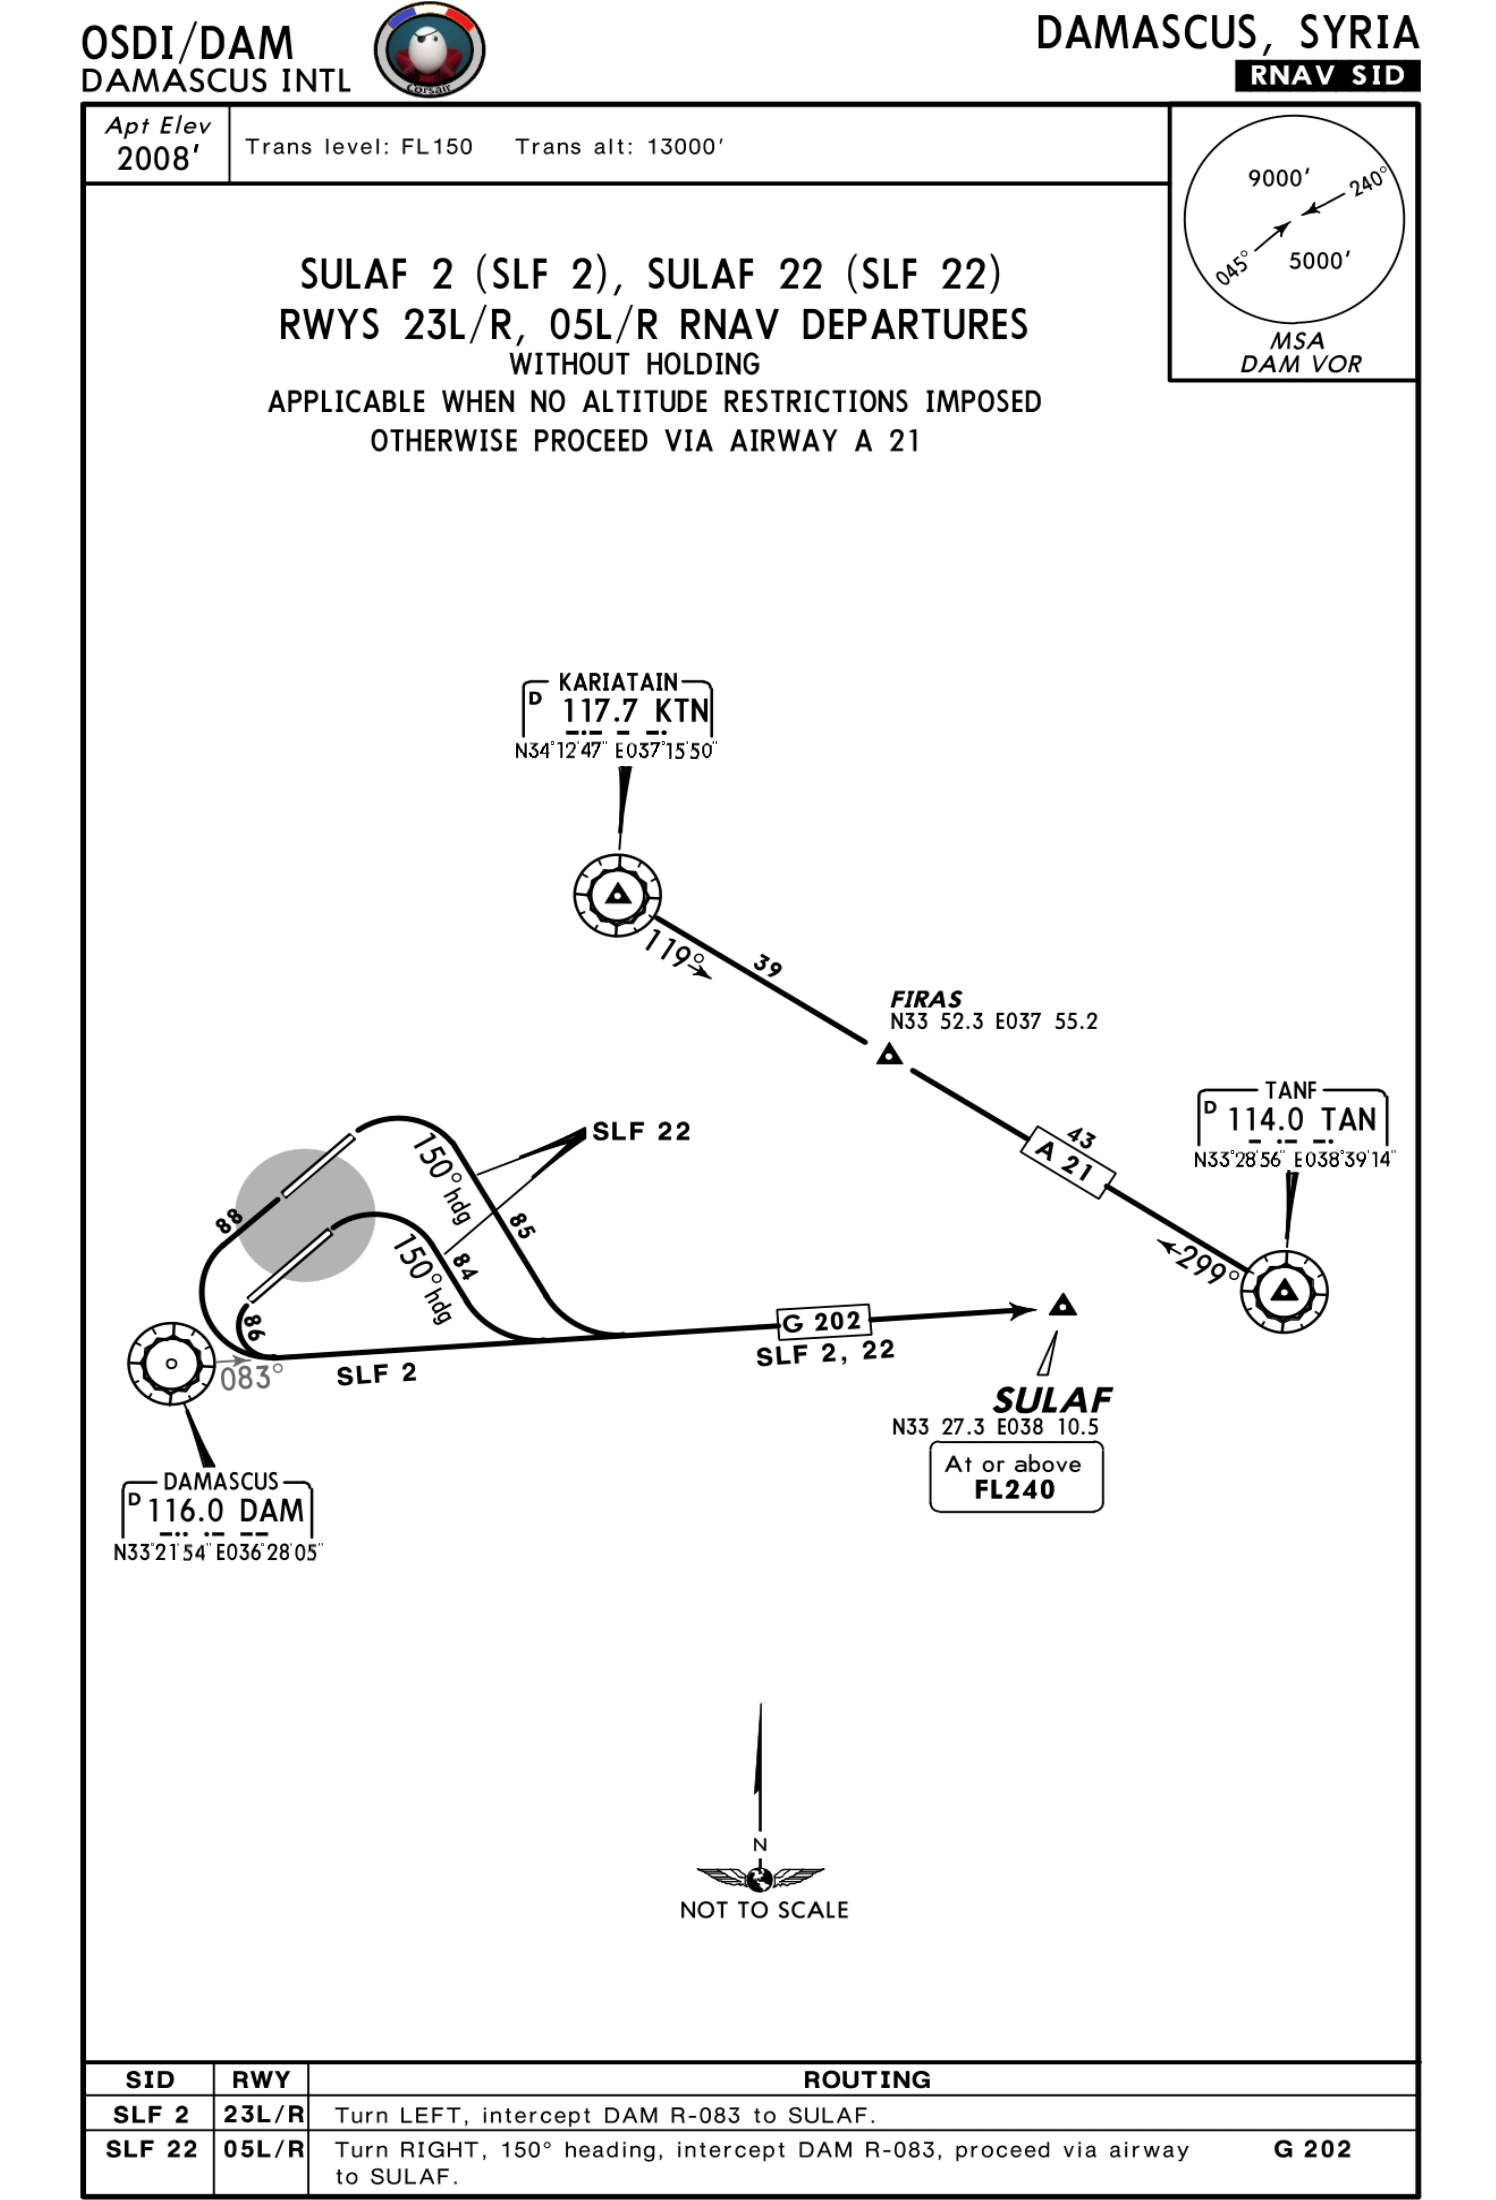 OSDI/DAM
DAMASCUS INTL
Corsair
DAMASCUS, SYRIA
RNAV SID
Apt Elev
2008'
Trans level: FL150 Trans alt: 13000'
9000'
240°
045°
5000'
MSA
DAM VOR
SULAF 2 (SLF 2), SULAF 22 (SLF 22)
RWYS 23L/R, 05L/R RNAV DEPARTURES
WITHOUT HOLDING
APPLICABLE WHEN NO ALTITUDE RESTRICTIONS IMPOSED
OTHERWISE PROCEED VIA AIRWAY A 21
KARIATAIN
D 117.7 KTN
N34°12'47" E037°15'50"
119°
39
FIRAS
N33 52.3 E037 55.2
TANF
D 114.0 TAN
N33°28'56" E038°39'14"
43
A 21
299°
SLF 22
150° hdg
85
88
150° hdg
84
86
083°
SLF 2
G 202
SLF 2, 22
SULAF
N33 27.3 E038 10.5
At or above
FL240
DAMASCUS
D 116.0 DAM
N33°21'54" E036°28'05"
N
NOT TO SCALE
SID RWY ROUTING
SLF 2 23L/R Turn LEFT, intercept DAM R-083 to SULAF.
SLF 22 05L/R Turn RIGHT, 150° heading, intercept DAM R-083, proceed via airway G 202
to SULAF.